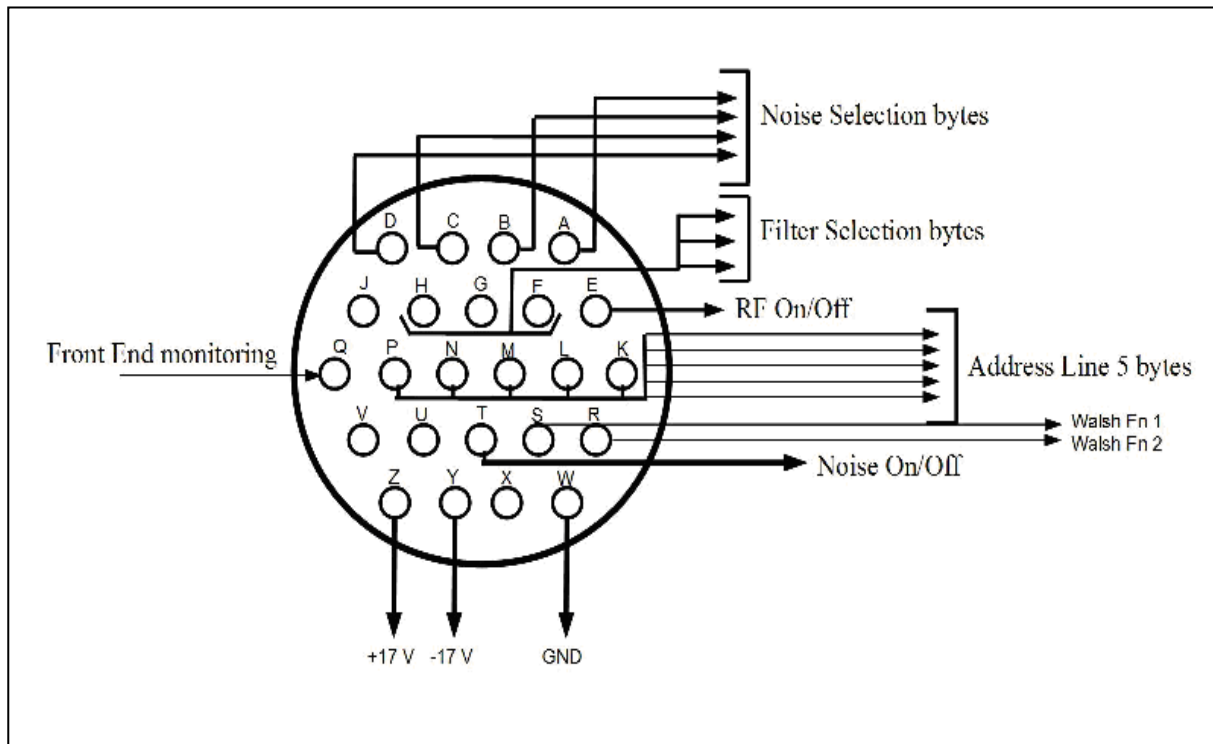 Noise Selection bytes
D C B A
Filter Selection bytes
J H G F E
RF On/Off
Front End monitoring
Q P N M L K
Address Line 5 bytes
V U T S R
Walsh Fn 1
Walsh Fn 2
Noise On/Off
Z Y X W
+17 V -17 V GND